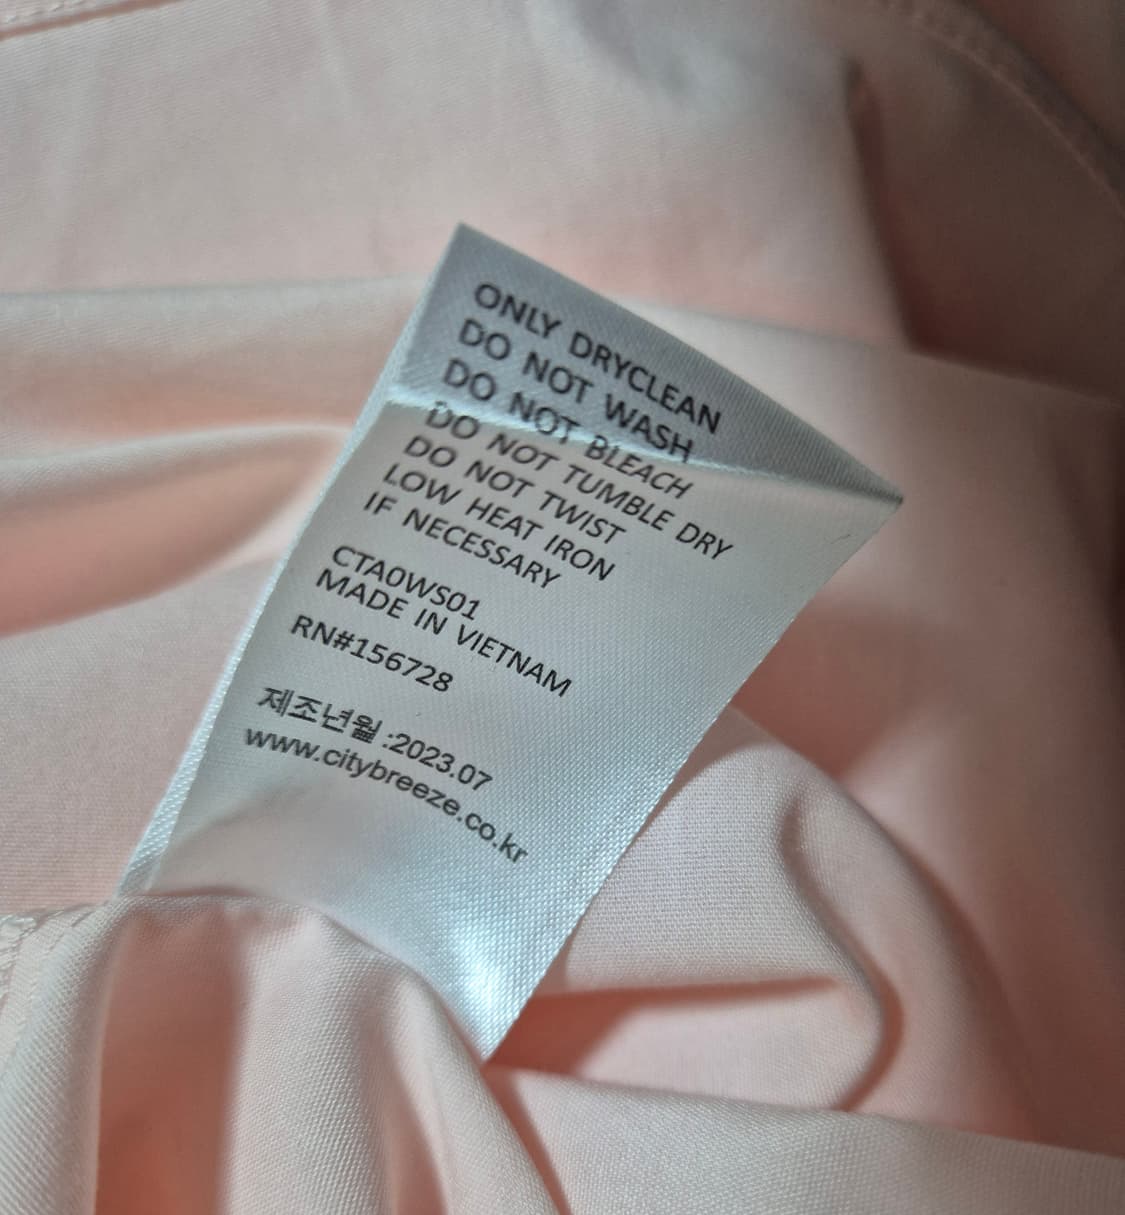 ONLY DRYCLEAN
DO NOT WASH
DO NOT BLEACH
DO NOT TUMBLE DRY
DO NOT TWIST
LOW HEAT IRON
IF NECESSARY
CTA0WS01
MADE IN VIETNAM
RN#156728
제조년월 :2023.07
www.citybreeze.co.kr